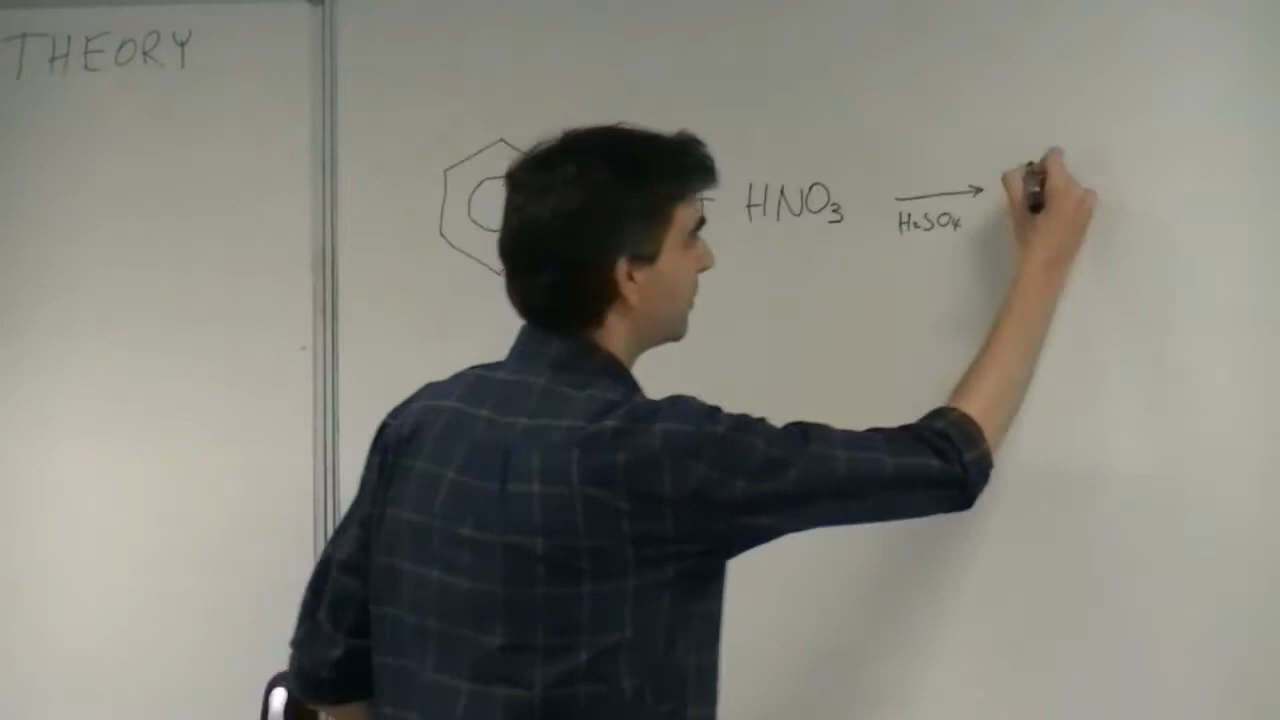 THEORY
+ HNO₃ →
H₂SO₄